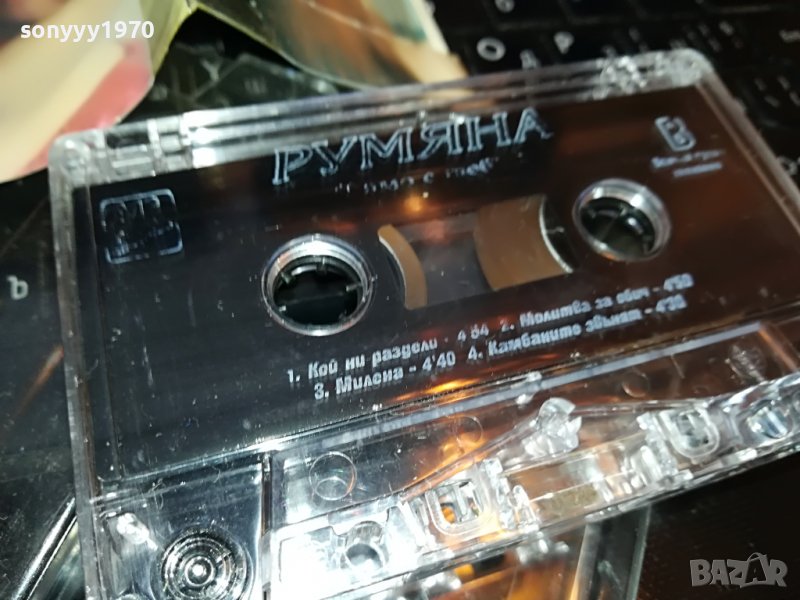 sonyyy1970
РУМЯНА
1. Кой ни раздели - 4'54 2. Молитва за обич - 4'50
3. Милена - 4'40 4. Камбаните звънят - 4'20
О Д
Ъ
BAZAR